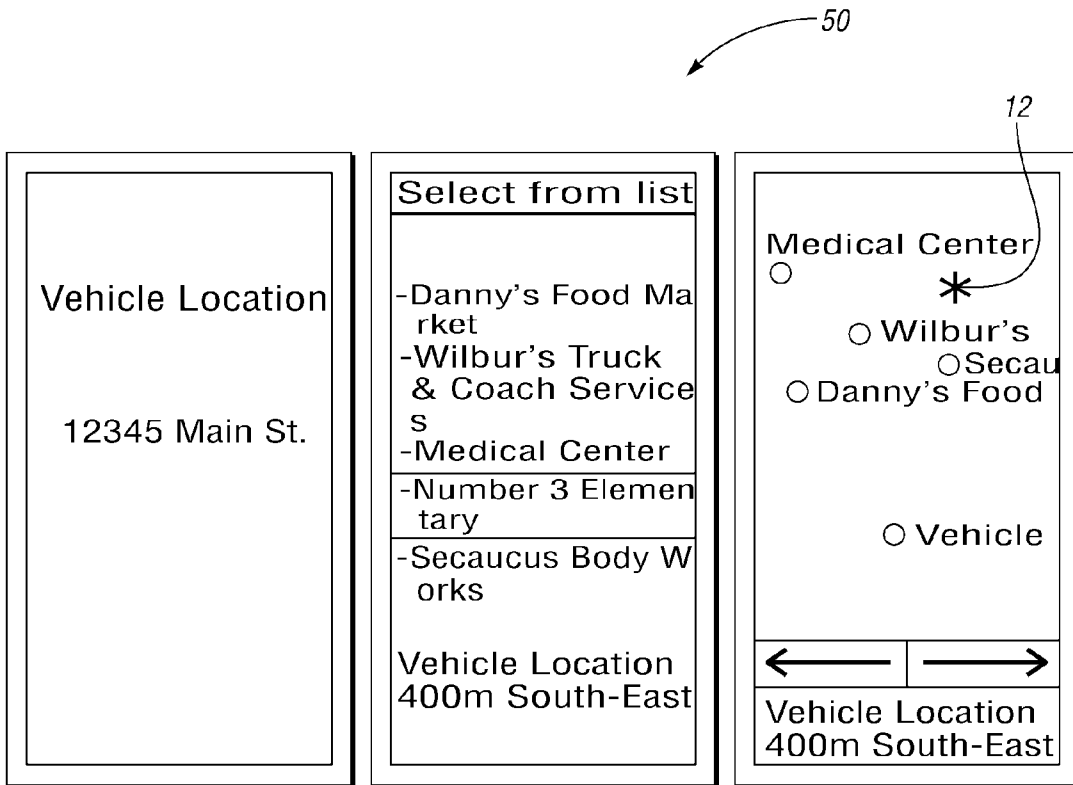 50
12
Vehicle Location
12345 Main St.
Select from list
-Danny's Food Ma
rket
-Wilbur's Truck
& Coach Service
s
-Medical Center
-Number 3 Elemen
tary
-Secaucus Body W
orks
Vehicle Location
400m South-East
Medical Center
Wilbur's
Secau
Danny's Food
Vehicle
Vehicle Location
400m South-East